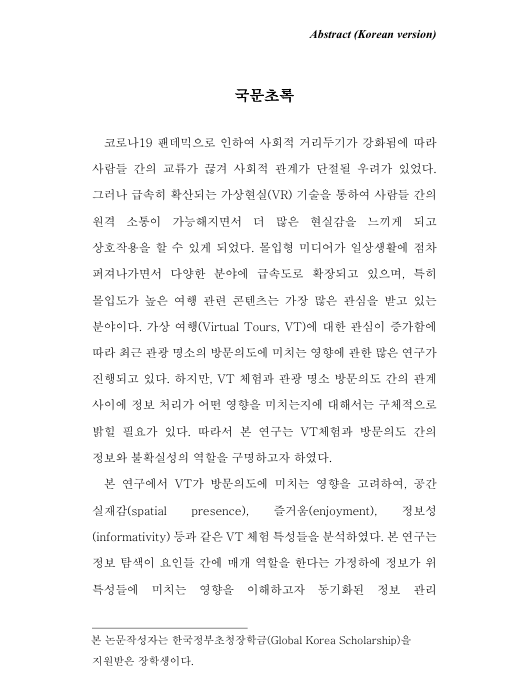 Abstract (Korean version)
국문초록
코로나19 팬데믹으로 인하여 사회적 거리두기가 강화됨에 따라
사람들 간의 교류가 끊겨 사회적 관계가 단절될 우려가 있었다.
그러나 급속히 확산되는 가상현실(VR) 기술을 통하여 사람들 간의
원격 소통이 가능해지면서 더 많은 현실감을 느끼게 되고
상호작용을 할 수 있게 되었다. 몰입형 미디어가 일상생활에 점차
퍼져나가면서 다양한 분야에 급속도로 확장되고 있으며, 특히
몰입도가 높은 여행 관련 콘텐츠는 가장 많은 관심을 받고 있는
분야이다. 가상 여행(Virtual Tours, VT)에 대한 관심이 증가함에
따라 최근 관광 명소의 방문의도에 미치는 영향에 관한 많은 연구가
진행되고 있다. 하지만, VT 체험과 관광 명소 방문의도 간의 관계
사이에 정보 처리가 어떤 영향을 미치는지에 대해서는 구체적으로
밝힐 필요가 있다. 따라서 본 연구는 VT체험과 방문의도 간의
정보와 불확실성의 역할을 구명하고자 하였다.
본 연구에서 VT가 방문의도에 미치는 영향을 고려하여, 공간
실재감(spatial presence), 즐거움(enjoyment), 정보성
(informativity) 등과 같은 VT 체험 특성들을 분석하였다. 본 연구는
정보 탐색이 요인들 간에 매개 역할을 한다는 가정하에 정보가 위
특성들에 미치는 영향을 이해하고자 동기화된 정보 관리
본 논문작성자는 한국정부초청장학금(Global Korea Scholarship)을
지원받은 장학생이다.